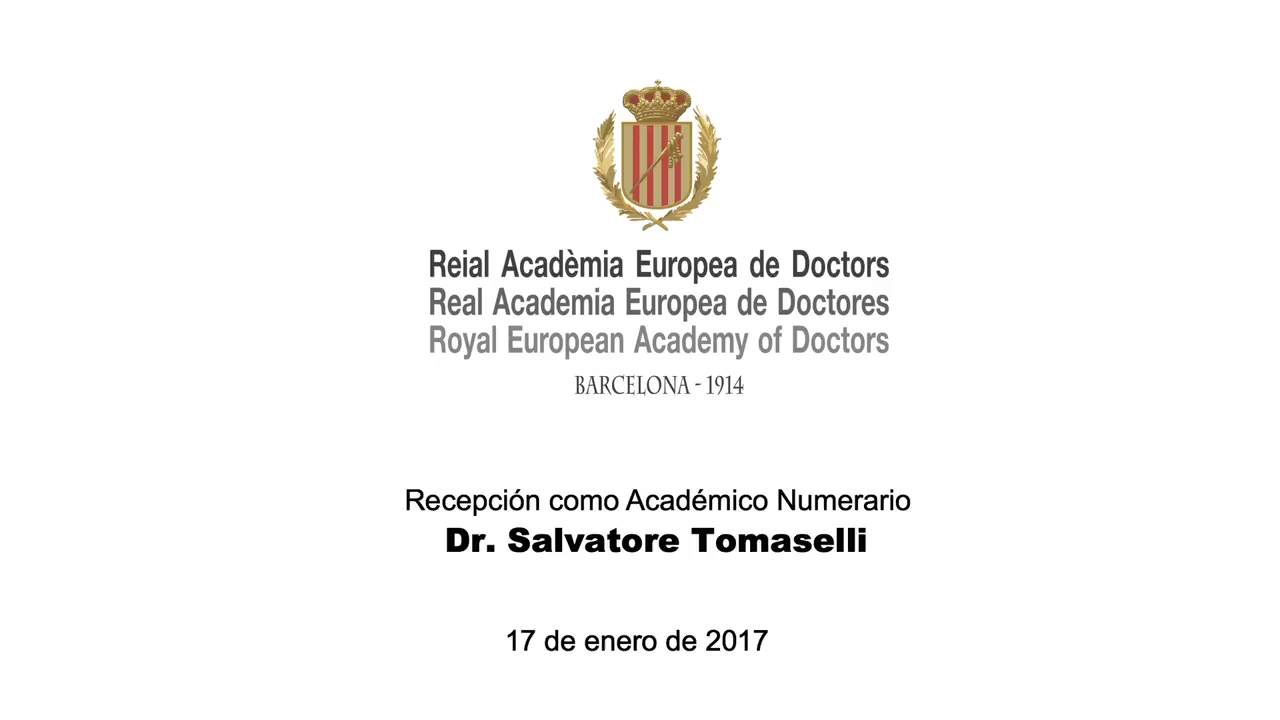 Reial Acadèmia Europea de Doctors
Real Academia Europea de Doctores
Royal European Academy of Doctors
BARCELONA - 1914
Recepción como Académico Numerario
Dr. Salvatore Tomaselli
17 de enero de 2017